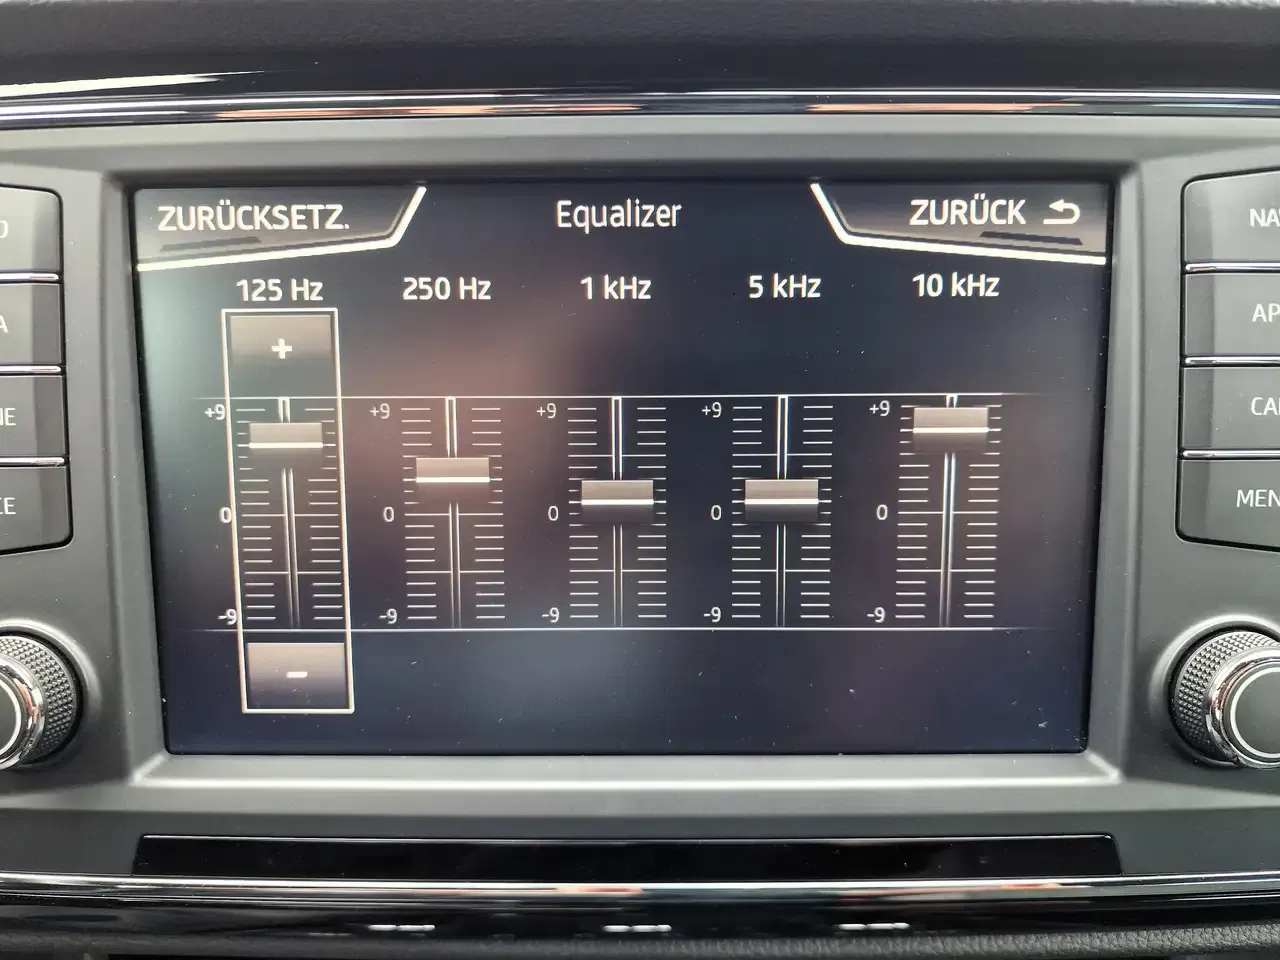 ZURÜCKSETZ. Equalizer ZURÜCK
125 Hz 250 Hz 1 kHz 5 kHz 10 kHz
+
+9 +9 +9 +9 +9
0 0 0 0 0
-9 -9 -9 -9 -9
-